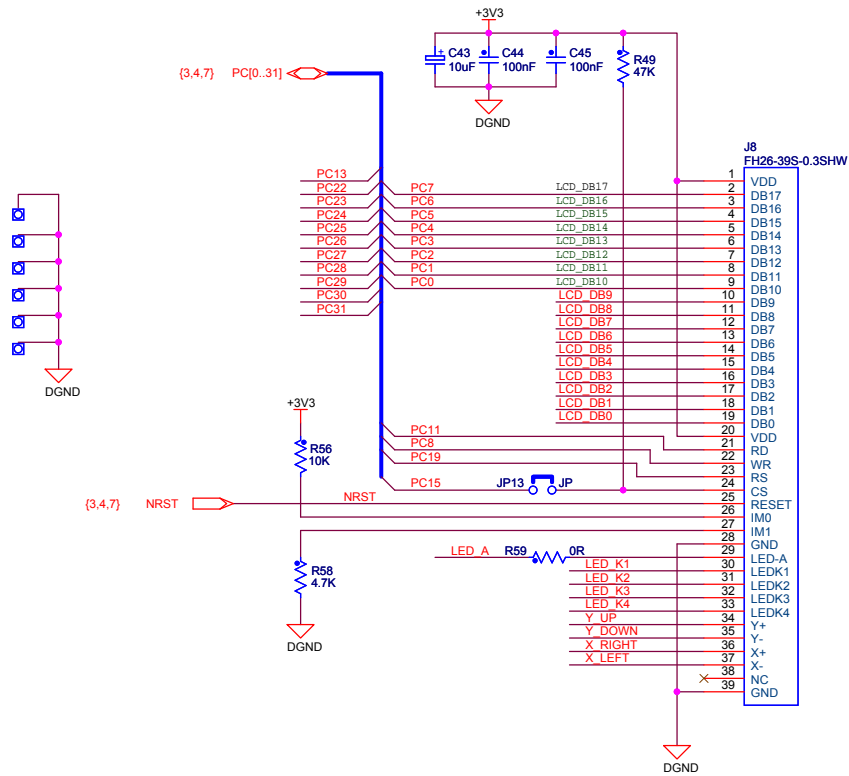 +3V3
C43
10uF
C44
100nF
C45
100nF
R49
47K
DGND
{3,4,7} PC[0..31]
J8
FH26-39S-0.3SHW
PC13
PC22
PC23
PC24
PC25
PC26
PC27
PC28
PC29
PC30
PC31
PC7 LCD_DB17
PC6 LCD_DB16
PC5 LCD_DB15
PC4 LCD_DB14
PC3 LCD_DB13
PC2 LCD_DB12
PC1 LCD_DB11
PC0 LCD_DB10
LCD_DB9
LCD_DB8
LCD_DB7
LCD_DB6
LCD_DB5
LCD_DB4
LCD_DB3
LCD_DB2
LCD_DB1
LCD_DB0
1 VDD
2 DB17
3 DB16
4 DB15
5 DB14
6 DB13
7 DB12
8 DB11
9 DB10
10 DB9
11 DB8
12 DB7
13 DB6
14 DB5
15 DB4
16 DB3
17 DB2
18 DB1
19 DB0
20 VDD
21 RD
22 WR
23 RS
24 CS
25 RESET
26 IM0
27 IM1
28 GND
29 LED-A
30 LEDK1
31 LEDK2
32 LEDK3
33 LEDK4
34 Y+
35 Y-
36 X+
37 X-
38 NC
39 GND
DGND
+3V3
R56
10K
PC11
PC8
PC19
PC15
JP13 JP
{3,4,7} NRST
NRST
R58
4.7K
DGND
LED_A R59 0R
LED_K1
LED_K2
LED_K3
LED_K4
Y_UP
Y_DOWN
X_RIGHT
X_LEFT
DGND